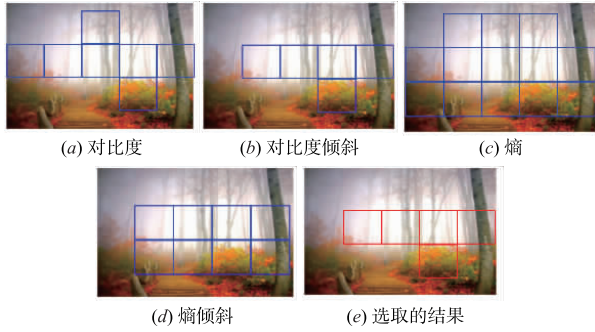 (a) 对比度
(b) 对比度倾斜
(c) 熵
(d) 熵倾斜
(e) 选取的结果